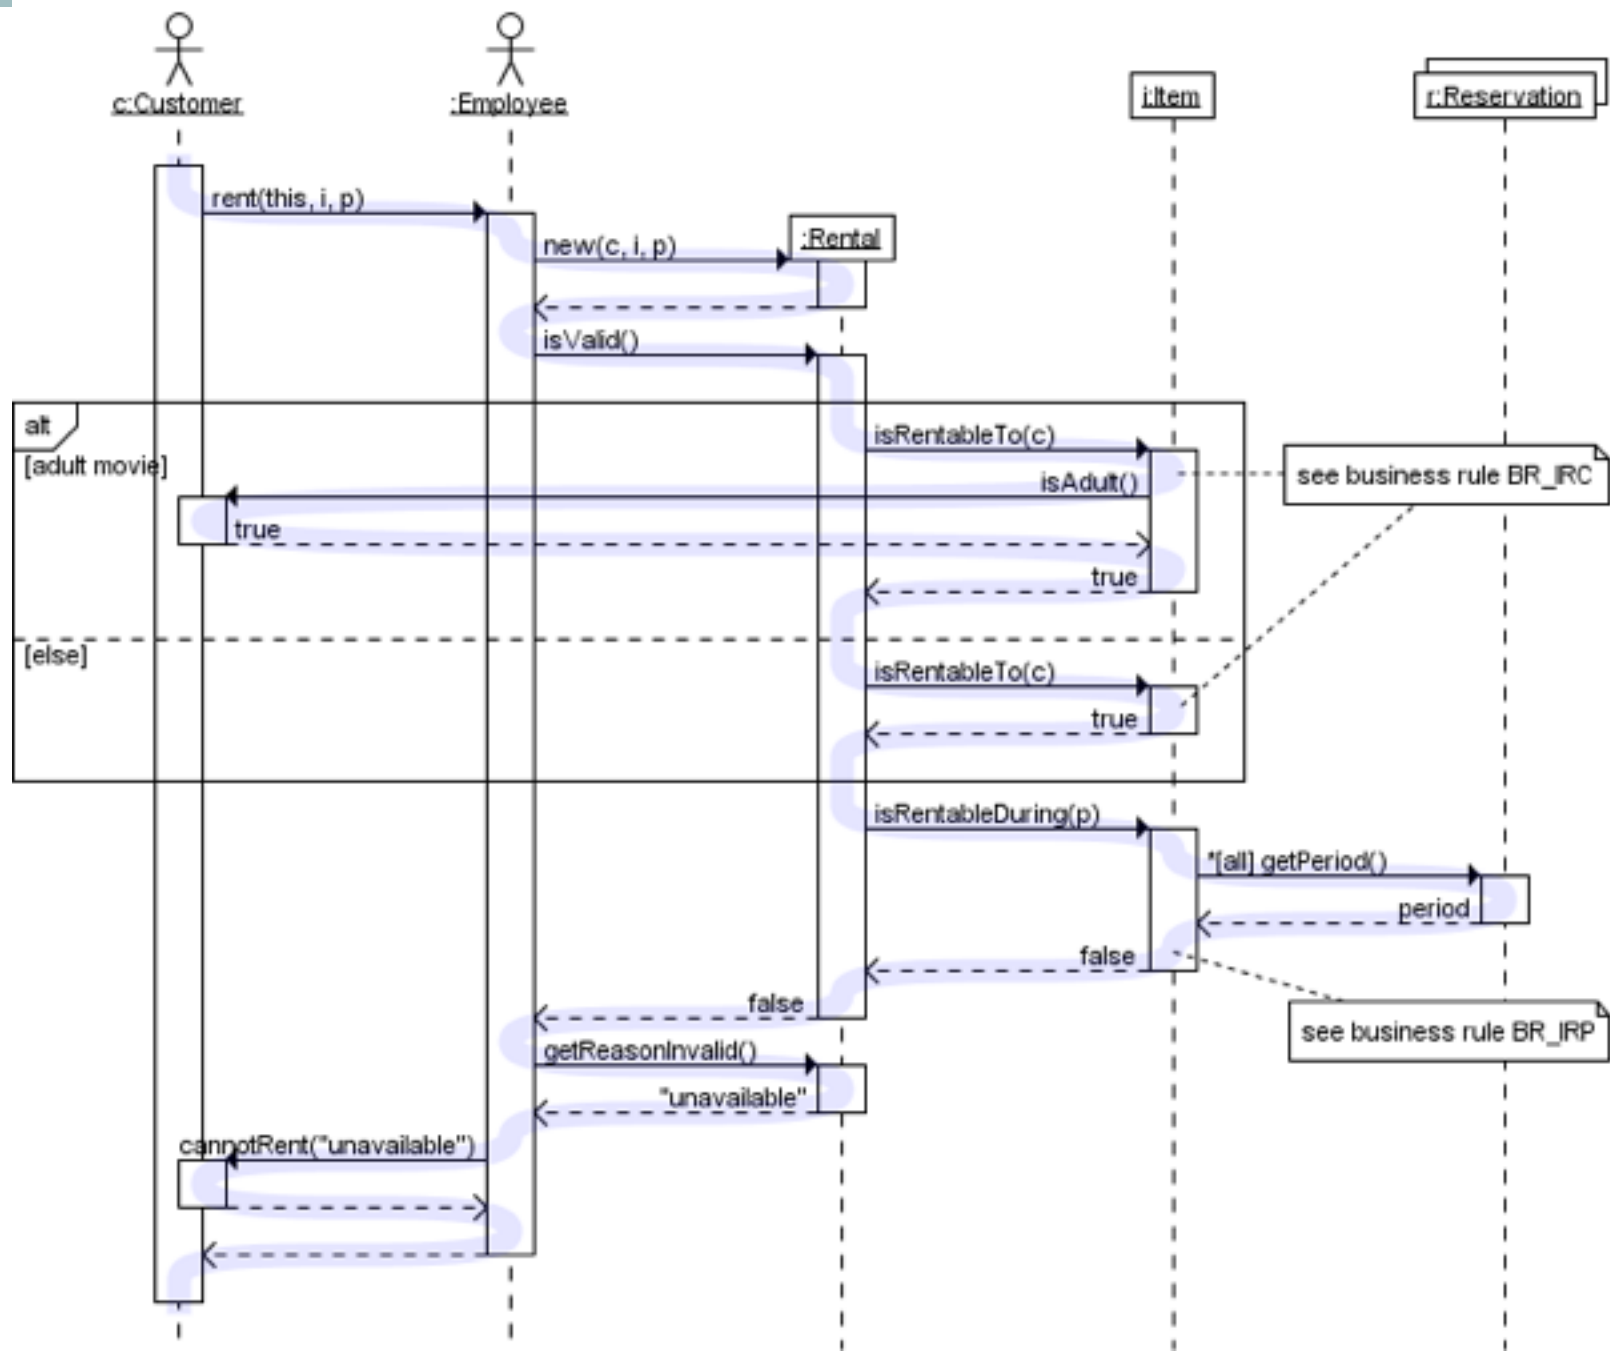 c:Customer
:Employee
i:Item
r:Reservation
rent(this, i, p)
new(c, i, p)
:Rental
isValid()
alt
[adult movie]
isRentableTo(c)
see business rule BR_IRC
isAdult()
true
true
[else]
isRentableTo(c)
true
isRentableDuring(p)
*[all] getPeriod()
period
false
false
see business rule BR_IRP
getReasonInvalid()
"unavailable"
cannotRent("unavailable")